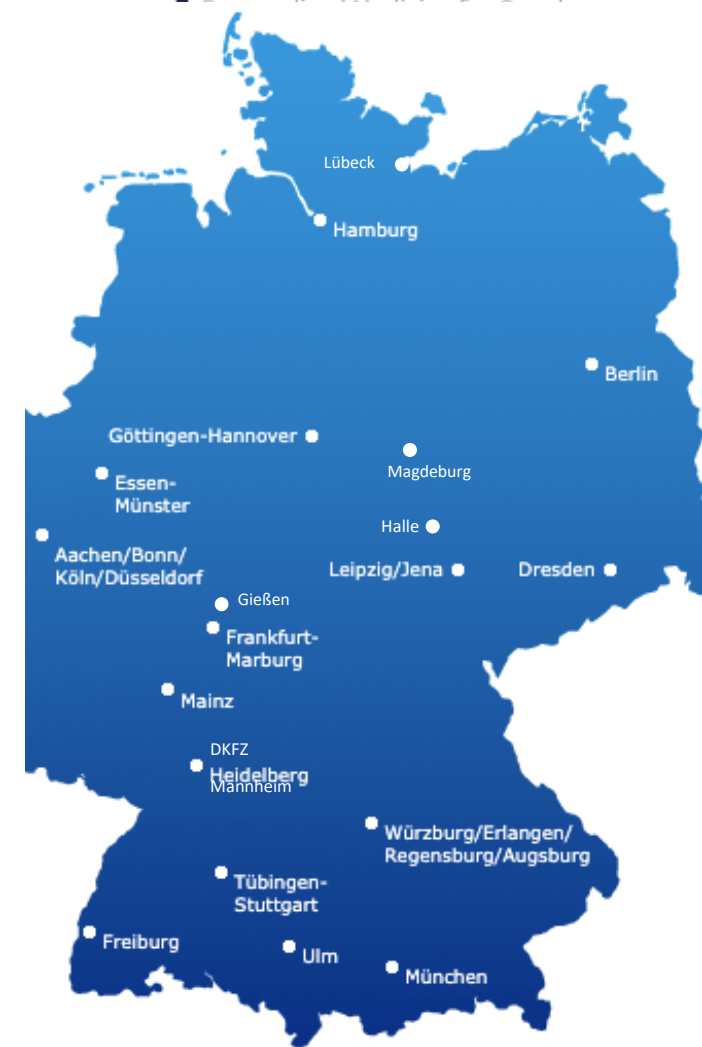 Lübeck
Hamburg
Berlin
Göttingen-Hannover
Magdeburg
Essen-
Münster
Halle
Aachen/Bonn/
Köln/Düsseldorf
Leipzig/Jena
Dresden
Gießen
Frankfurt-
Marburg
Mainz
DKFZ
Heidelberg
Mannheim
Würzburg/Erlangen/
Regensburg/Augsburg
Tübingen-
Stuttgart
Freiburg
Ulm
München